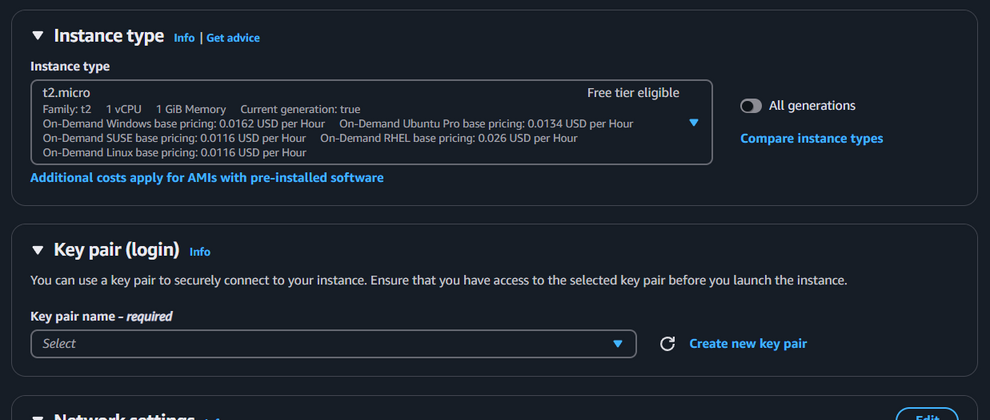 Instance type Info | Get advice
Instance type
t2.micro Free tier eligible
Family: t2 1 vCPU 1 GiB Memory Current generation: true
On-Demand Windows base pricing: 0.0162 USD per Hour On-Demand Ubuntu Pro base pricing: 0.0134 USD per Hour
On-Demand SUSE base pricing: 0.0116 USD per Hour On-Demand RHEL base pricing: 0.026 USD per Hour
On-Demand Linux base pricing: 0.0116 USD per Hour
All generations
Compare instance types
Additional costs apply for AMIs with pre-installed software
Key pair (login) Info
You can use a key pair to securely connect to your instance. Ensure that you have access to the selected key pair before you launch the instance.
Key pair name - required
Select
Create new key pair
Network settings
Edit